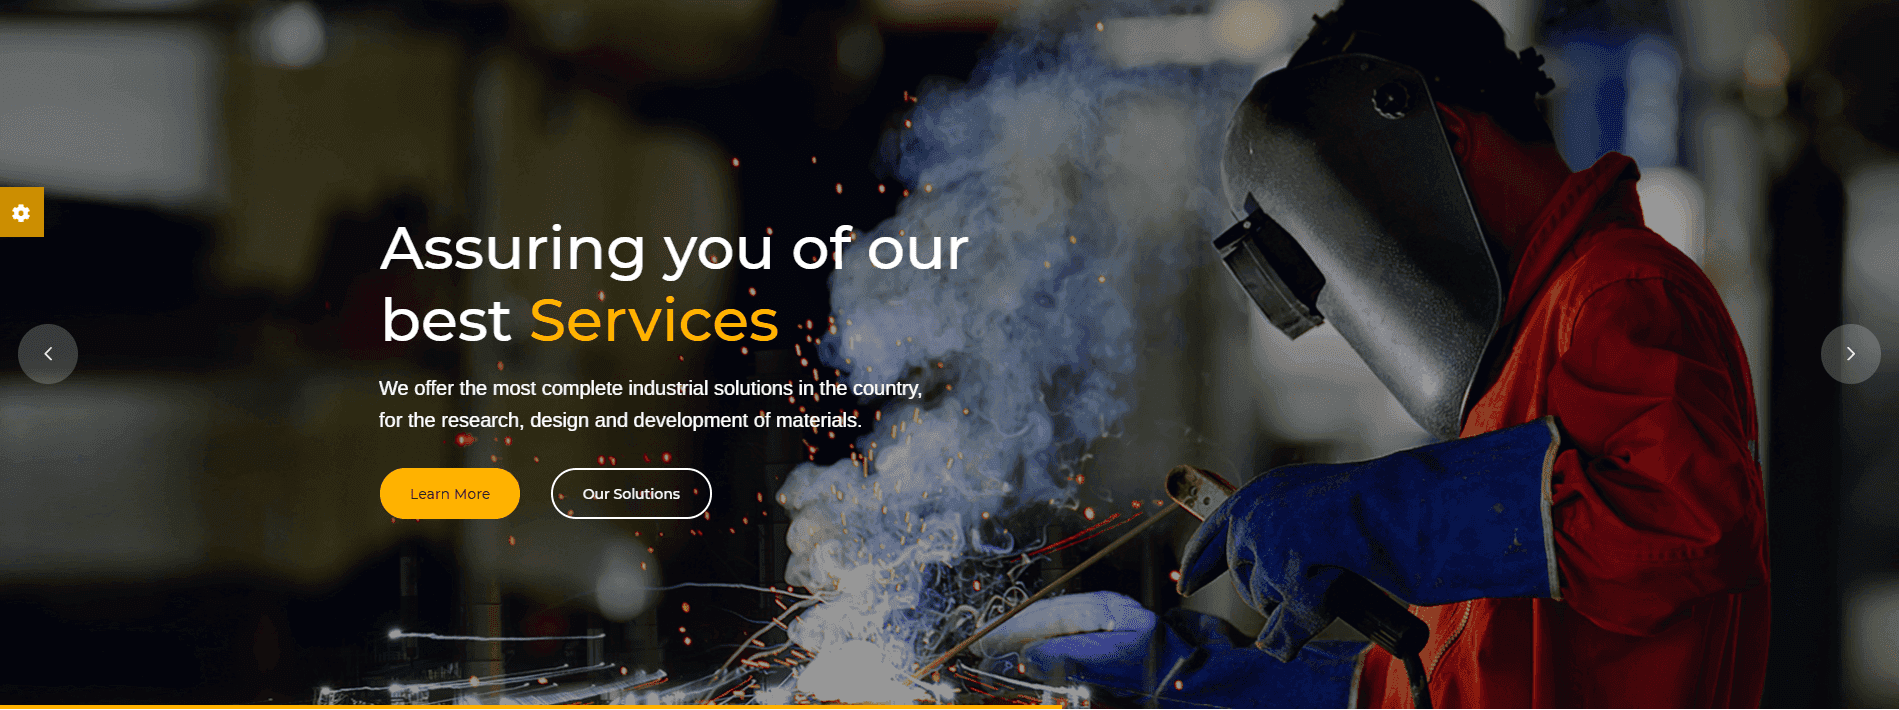 Assuring you of our
best Services
We offer the most complete industrial solutions in the country,
for the research, design and development of materials.
Learn More
Our Solutions